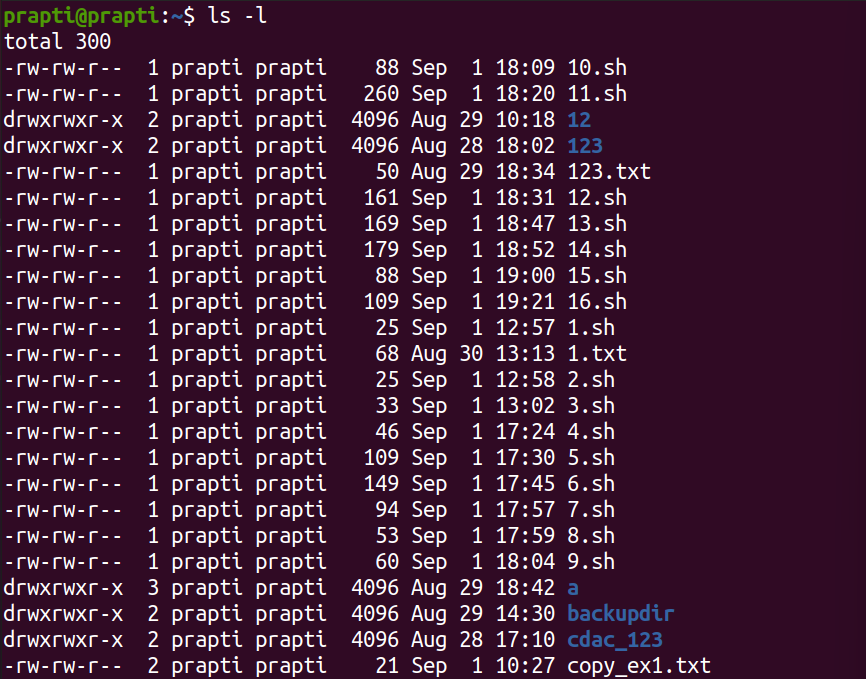 prapti@prapti:~$ ls -l
total 300
-rw-rw-r--  1 prapti prapti    88 Sep  1 18:09 10.sh
-rw-rw-r--  1 prapti prapti   260 Sep  1 18:20 11.sh
drwxrwxr-x  2 prapti prapti  4096 Aug 29 10:18 12
drwxrwxr-x  2 prapti prapti  4096 Aug 28 18:02 123
-rw-rw-r--  1 prapti prapti    50 Aug 29 18:34 123.txt
-rw-rw-r--  1 prapti prapti   161 Sep  1 18:31 12.sh
-rw-rw-r--  1 prapti prapti   169 Sep  1 18:47 13.sh
-rw-rw-r--  1 prapti prapti   179 Sep  1 18:52 14.sh
-rw-rw-r--  1 prapti prapti    88 Sep  1 19:00 15.sh
-rw-rw-r--  1 prapti prapti   109 Sep  1 19:21 16.sh
-rw-rw-r--  1 prapti prapti    25 Sep  1 12:57 1.sh
-rw-rw-r--  1 prapti prapti    68 Aug 30 13:13 1.txt
-rw-rw-r--  1 prapti prapti    25 Sep  1 12:58 2.sh
-rw-rw-r--  1 prapti prapti    33 Sep  1 13:02 3.sh
-rw-rw-r--  1 prapti prapti    46 Sep  1 17:24 4.sh
-rw-rw-r--  1 prapti prapti   109 Sep  1 17:30 5.sh
-rw-rw-r--  1 prapti prapti   149 Sep  1 17:45 6.sh
-rw-rw-r--  1 prapti prapti    94 Sep  1 17:57 7.sh
-rw-rw-r--  1 prapti prapti    53 Sep  1 17:59 8.sh
-rw-rw-r--  1 prapti prapti    60 Sep  1 18:04 9.sh
drwxrwxr-x  3 prapti prapti  4096 Aug 29 18:42 a
drwxrwxr-x  2 prapti prapti  4096 Aug 29 14:30 backupdir
drwxrwxr-x  2 prapti prapti  4096 Aug 28 17:10 cdac_123
-rw-rw-r--  2 prapti prapti    21 Sep  1 10:27 copy_ex1.txt